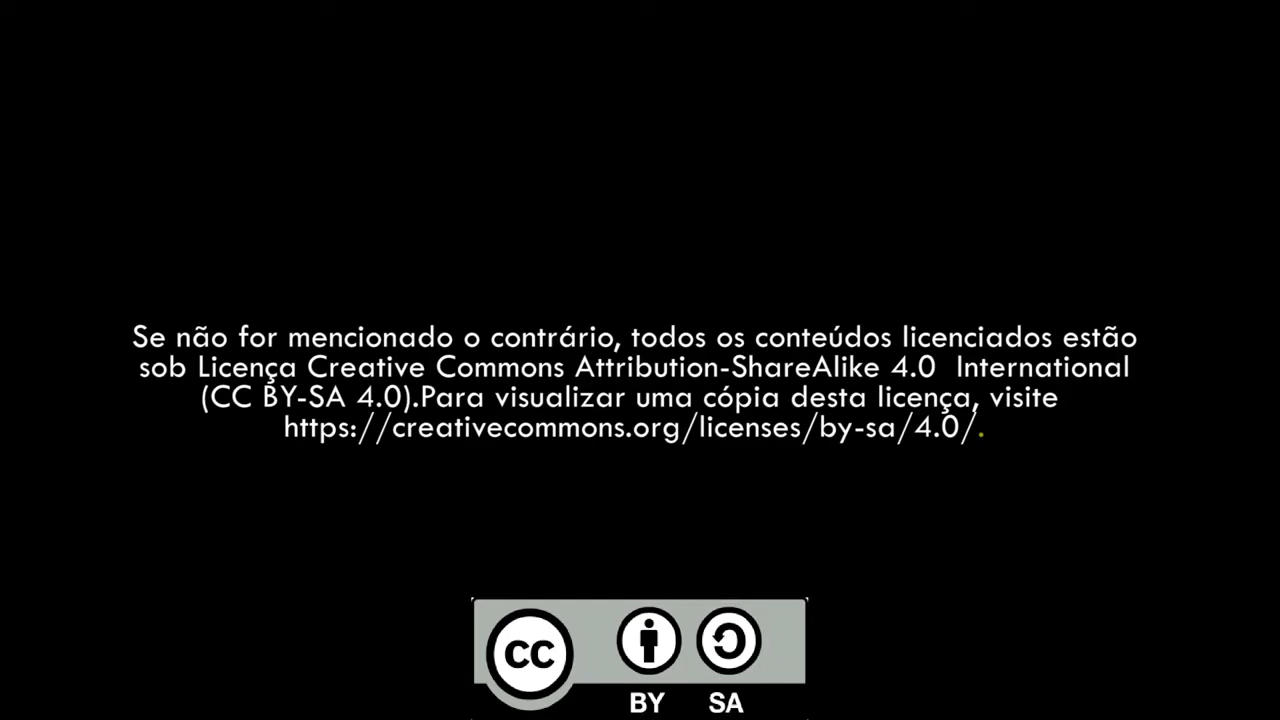 Se não for mencionado o contrário, todos os conteúdos licenciados estão
sob Licença Creative Commons Attribution-ShareAlike 4.0  International
(CC BY-SA 4.0).Para visualizar uma cópia desta licença, visite
https://creativecommons.org/licenses/by-sa/4.0/.
CC
BY SA